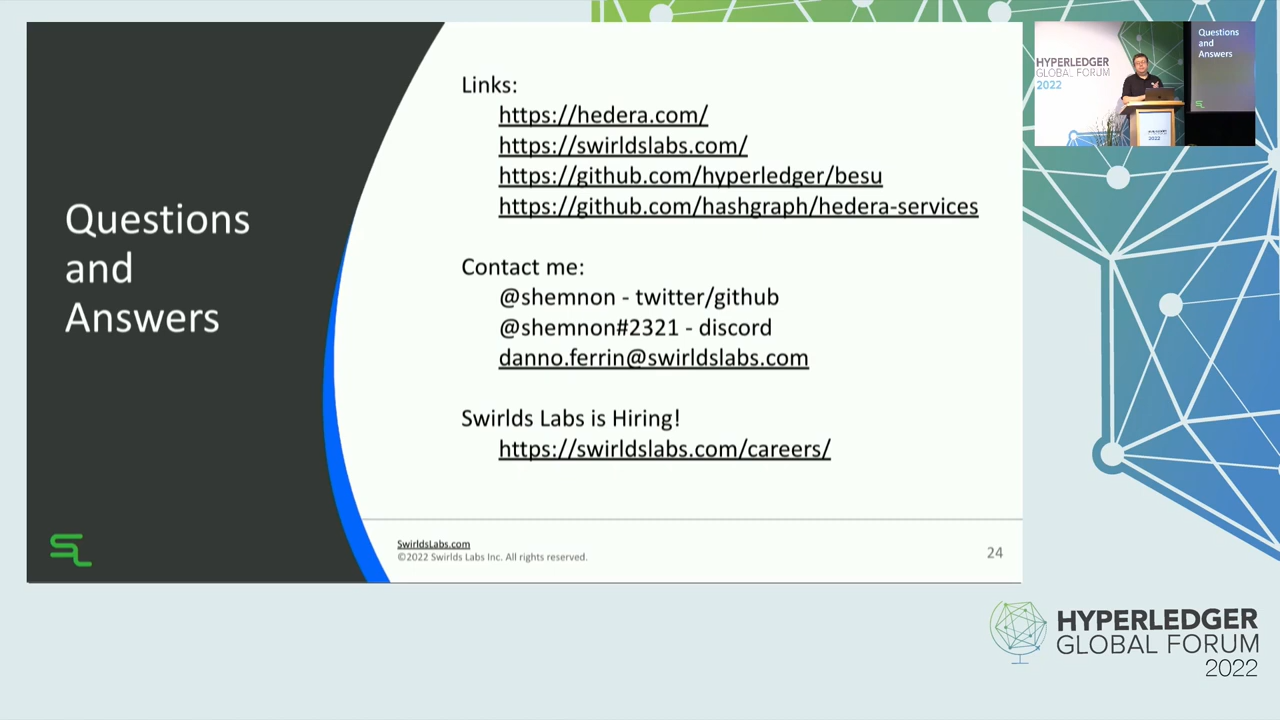 Questions
and
Answers
Links:
https://hedera.com/
https://swirldslabs.com/
https://github.com/hyperledger/besu
https://github.com/hashgraph/hedera-services
Contact me:
@shemnon - twitter/github
@shemnon#2321 - discord
danno.ferrin@swirldslabs.com
Swirlds Labs is Hiring!
https://swirldslabs.com/careers/
SwirldsLabs.com
©2022 Swirlds Labs Inc. All rights reserved.
24
HYPERLEDGER
GLOBAL FORUM
2022
Questions
and
Answers
HYPERLEDGER
GLOBAL FORUM
2022